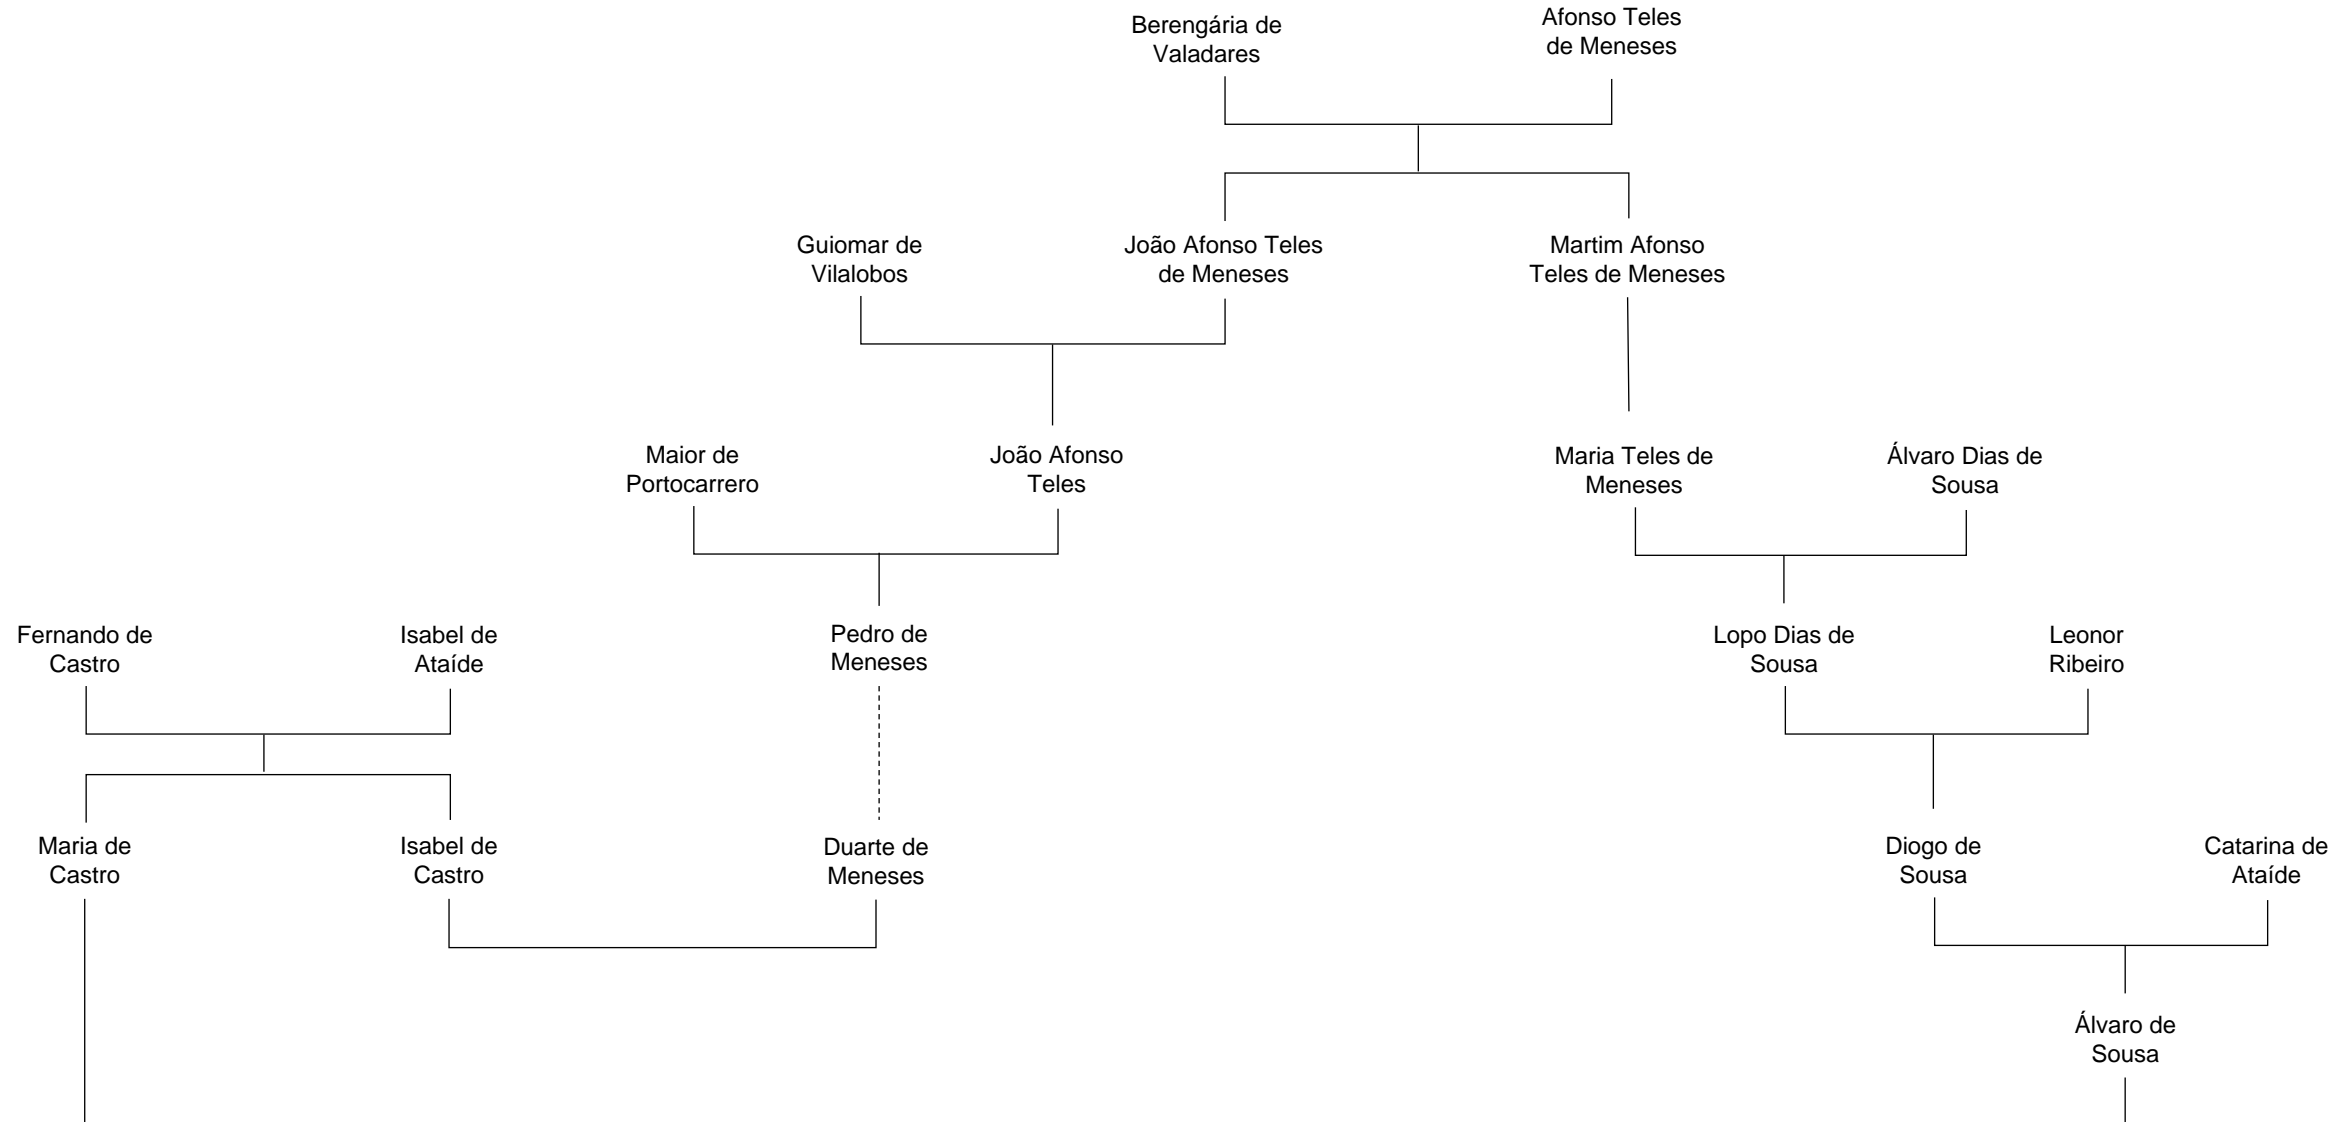 Berengária de
Valadares
Afonso Teles
de Meneses
Guiomar de
Vilalobos
João Afonso Teles
de Meneses
Martim Afonso
Teles de Meneses
Maior de
Portocarrero
João Afonso
Teles
Maria Teles de
Meneses
Álvaro Dias de
Sousa
Fernando de
Castro
Isabel de
Ataíde
Pedro de
Meneses
Lopo Dias de
Sousa
Leonor
Ribeiro
Maria de
Castro
Isabel de
Castro
Duarte de
Meneses
Diogo de
Sousa
Catarina de
Ataíde
Álvaro de
Sousa